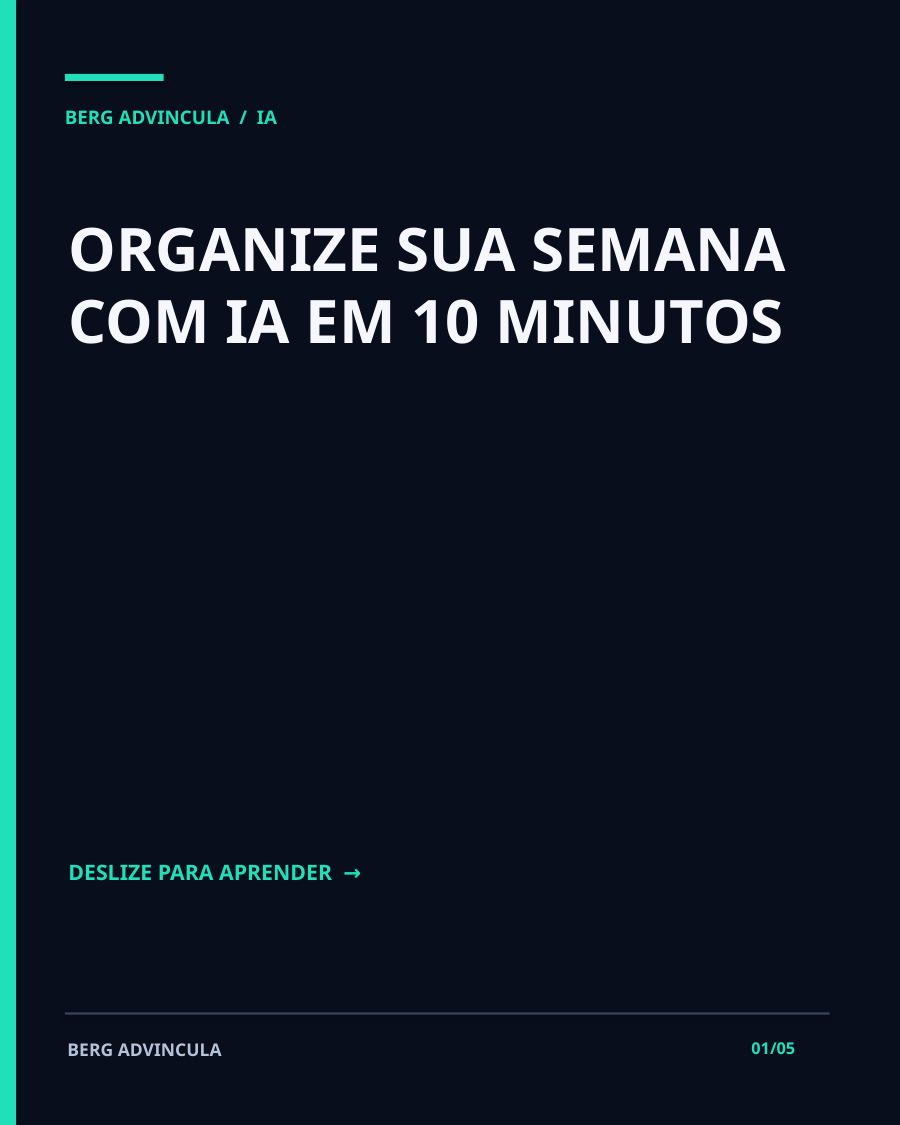 BERG ADVINCULA / IA
ORGANIZE SUA SEMANA
COM IA EM 10 MINUTOS
DESLIZE PARA APRENDER →
BERG ADVINCULA
01/05